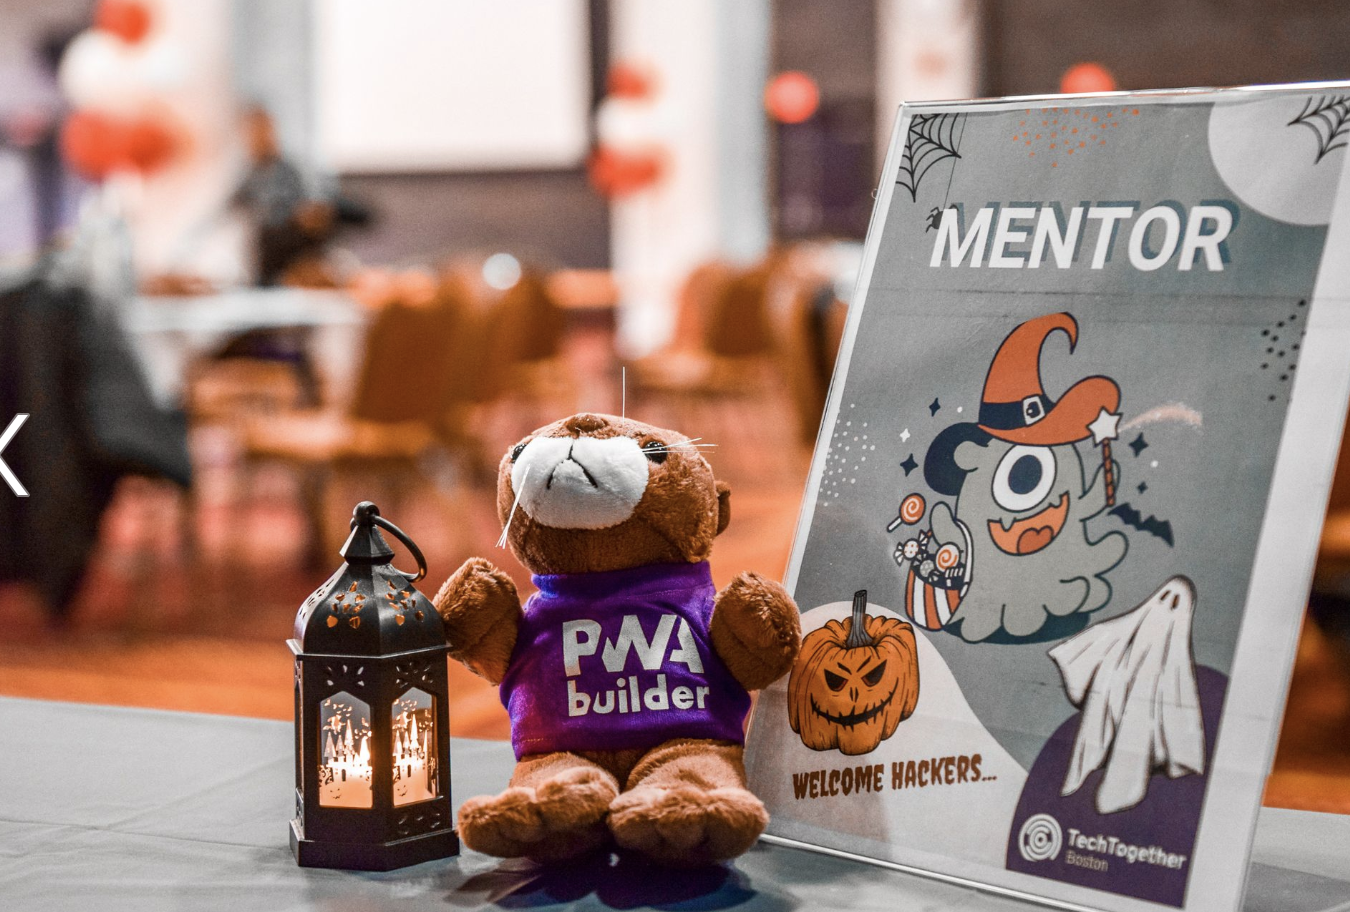 K
PWA
builder
MENTOR
WELCOME HACKERS...
TechTogether
Boston